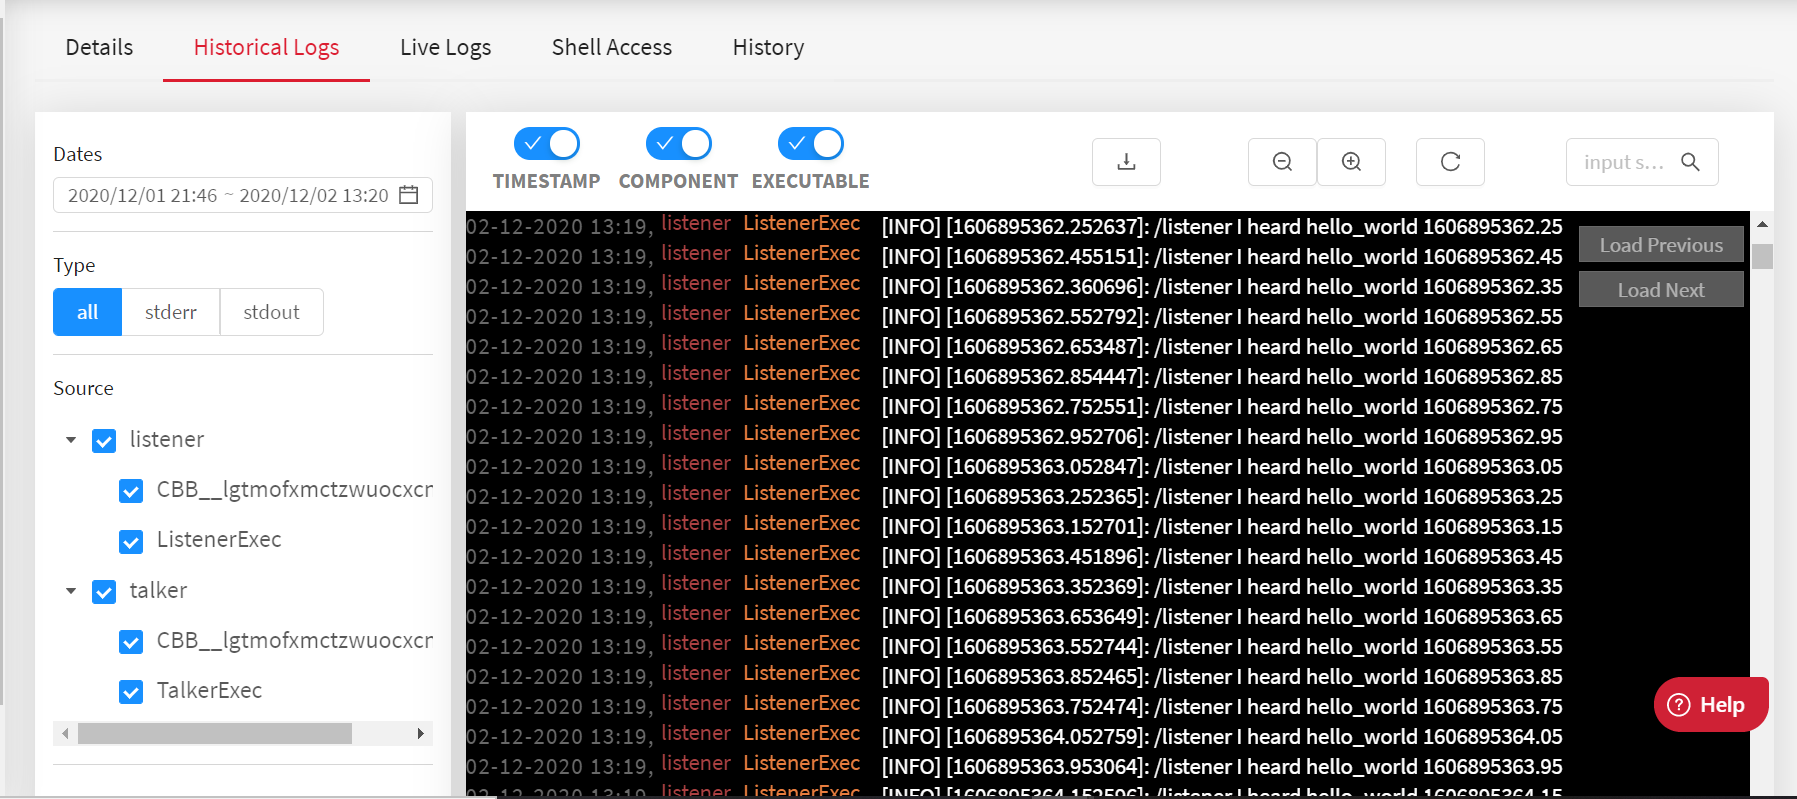 Details Historical Logs Live Logs Shell Access History
Dates
2020/12/01 21:46 ~ 2020/12/02 13:20
Type
all stderr stdout
Source
listener
CBB__lgtmofxmctzwuocxcr
ListenerExec
talker
CBB__lgtmofxmctzwuocxcr
TalkerExec
TIMESTAMP COMPONENT EXECUTABLE
input s...
02-12-2020 13:19, listener ListenerExec [INFO] [1606895362.252637]: /listener I heard hello_world 1606895362.25
02-12-2020 13:19, listener ListenerExec [INFO] [1606895362.455151]: /listener I heard hello_world 1606895362.45
02-12-2020 13:19, listener ListenerExec [INFO] [1606895362.360696]: /listener I heard hello_world 1606895362.35
02-12-2020 13:19, listener ListenerExec [INFO] [1606895362.552792]: /listener I heard hello_world 1606895362.55
02-12-2020 13:19, listener ListenerExec [INFO] [1606895362.653487]: /listener I heard hello_world 1606895362.65
02-12-2020 13:19, listener ListenerExec [INFO] [1606895362.854447]: /listener I heard hello_world 1606895362.85
02-12-2020 13:19, listener ListenerExec [INFO] [1606895362.752551]: /listener I heard hello_world 1606895362.75
02-12-2020 13:19, listener ListenerExec [INFO] [1606895362.952706]: /listener I heard hello_world 1606895362.95
02-12-2020 13:19, listener ListenerExec [INFO] [1606895363.052847]: /listener I heard hello_world 1606895363.05
02-12-2020 13:19, listener ListenerExec [INFO] [1606895363.252365]: /listener I heard hello_world 1606895363.25
02-12-2020 13:19, listener ListenerExec [INFO] [1606895363.152701]: /listener I heard hello_world 1606895363.15
02-12-2020 13:19, listener ListenerExec [INFO] [1606895363.451896]: /listener I heard hello_world 1606895363.45
02-12-2020 13:19, listener ListenerExec [INFO] [1606895363.352369]: /listener I heard hello_world 1606895363.35
02-12-2020 13:19, listener ListenerExec [INFO] [1606895363.653649]: /listener I heard hello_world 1606895363.65
02-12-2020 13:19, listener ListenerExec [INFO] [1606895363.552744]: /listener I heard hello_world 1606895363.55
02-12-2020 13:19, listener ListenerExec [INFO] [1606895363.852465]: /listener I heard hello_world 1606895363.85
02-12-2020 13:19, listener ListenerExec [INFO] [1606895363.752474]: /listener I heard hello_world 1606895363.75
02-12-2020 13:19, listener ListenerExec [INFO] [1606895364.052759]: /listener I heard hello_world 1606895364.05
02-12-2020 13:19, listener ListenerExec [INFO] [1606895363.953064]: /listener I heard hello_world 1606895363.95
02-12-2020 13:19, listener ListenerExec [INFO] [1606895364.152596]: /listener I heard hello_world 1606895364.15
Load Previous
Load Next
Help